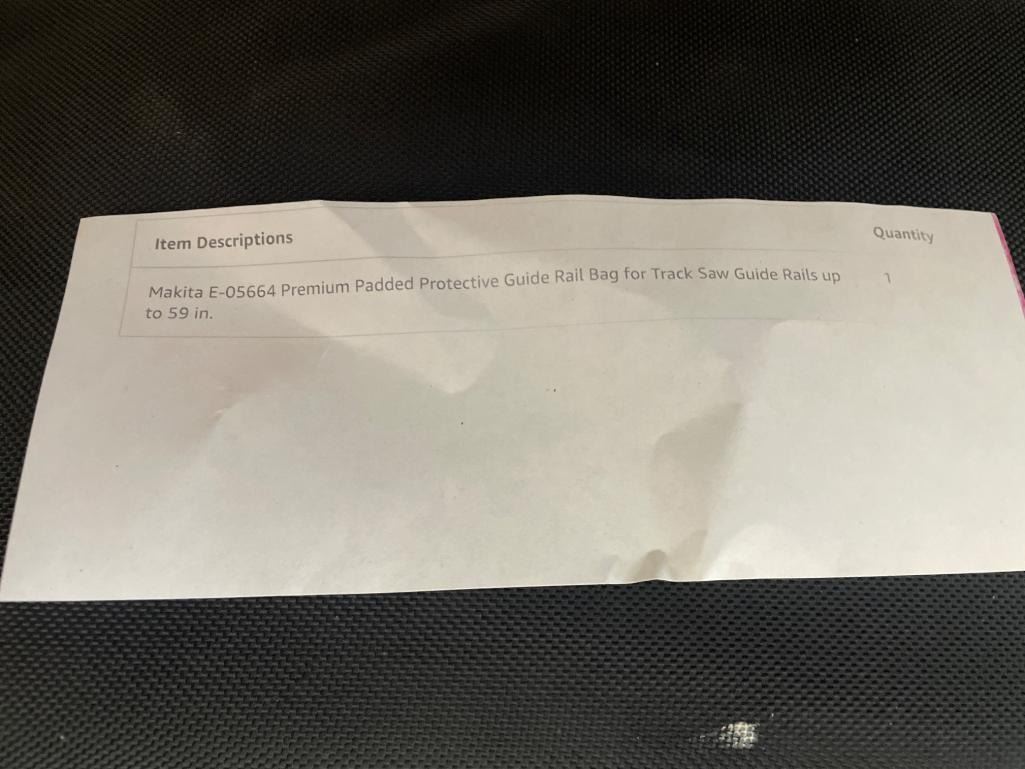 Item Descriptions Quantity
Makita E-05664 Premium Padded Protective Guide Rail Bag for Track Saw Guide Rails up 1
to 59 in.